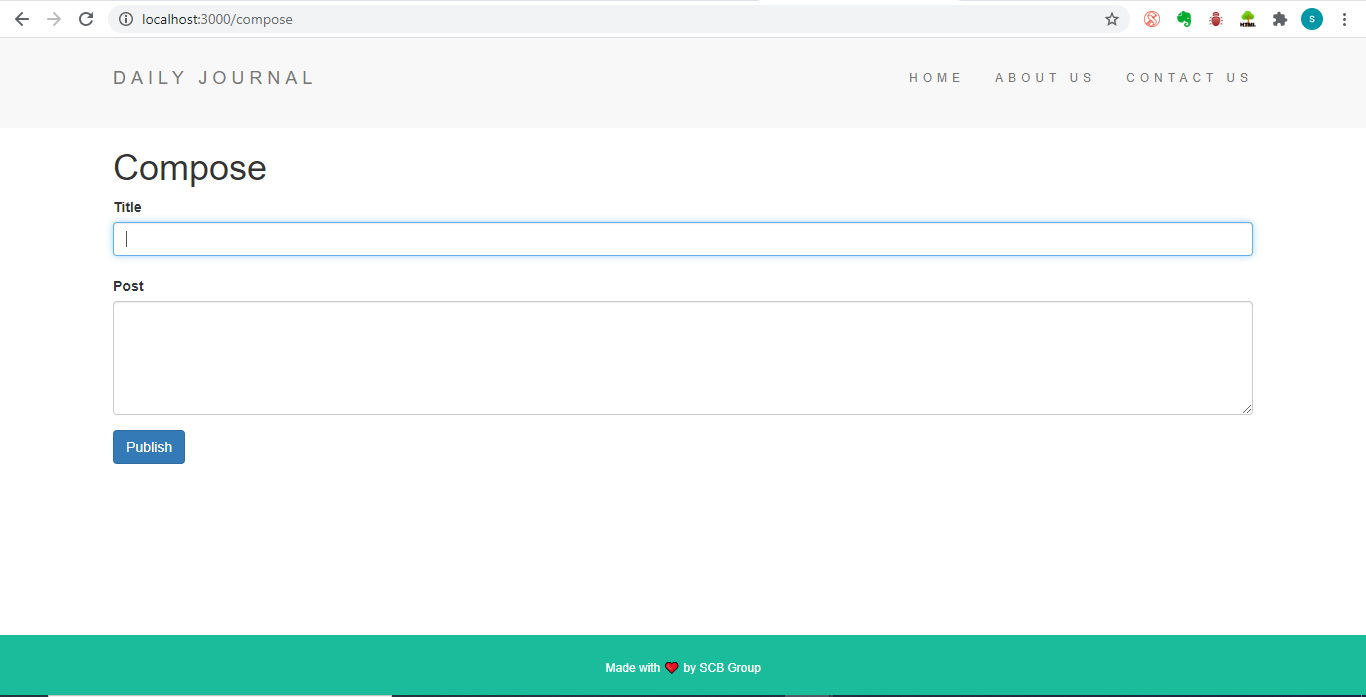 localhost:3000/compose
S
HTML
DAILY JOURNAL
HOME ABOUT US CONTACT US
Compose
Title
Post
Publish
Made with ❤ by SCB Group